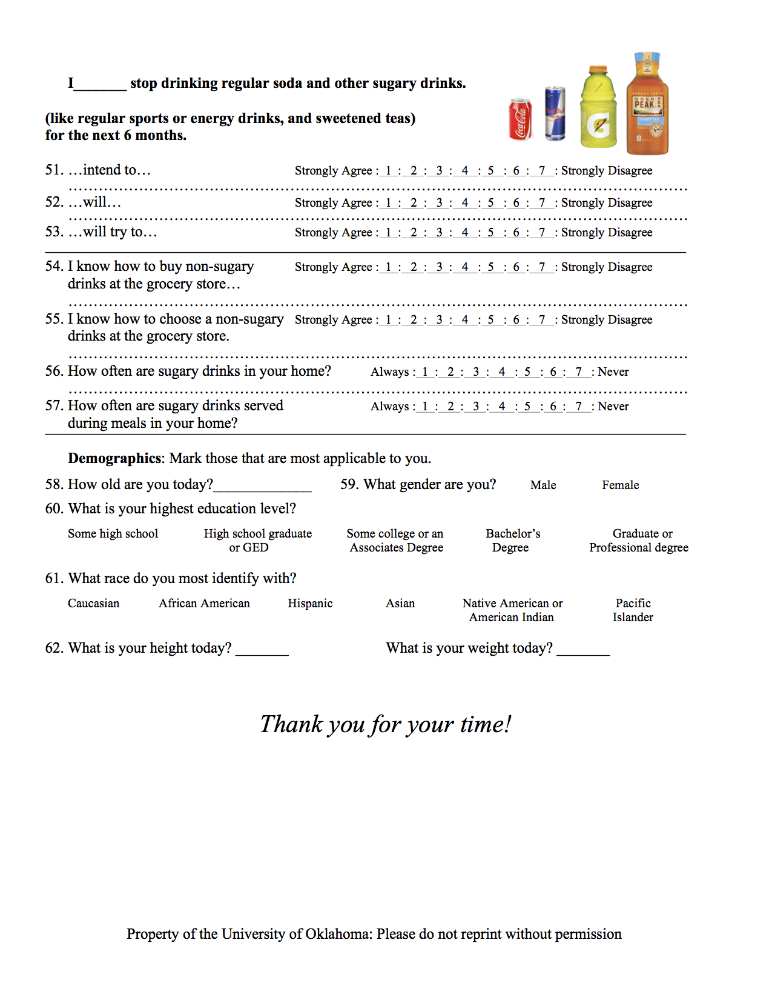 I_______ stop drinking regular soda and other sugary drinks.
(like regular sports or energy drinks, and sweetened teas)
for the next 6 months.
Coca-Cola
Red Bull
G
GOLD PEAK TEA
51. …intend to… Strongly Agree :  1  :  2  :  3  :  4  :  5  :  6  :  7  : Strongly Disagree
52. …will… Strongly Agree :  1  :  2  :  3  :  4  :  5  :  6  :  7  : Strongly Disagree
53. …will try to… Strongly Agree :  1  :  2  :  3  :  4  :  5  :  6  :  7  : Strongly Disagree
54. I know how to buy non-sugary Strongly Agree :  1  :  2  :  3  :  4  :  5  :  6  :  7  : Strongly Disagree
drinks at the grocery store…
55. I know how to choose a non-sugary Strongly Agree :  1  :  2  :  3  :  4  :  5  :  6  :  7  : Strongly Disagree
drinks at the grocery store.
56. How often are sugary drinks in your home? Always :  1  :  2  :  3  :  4  :  5  :  6  :  7  : Never
57. How often are sugary drinks served Always :  1  :  2  :  3  :  4  :  5  :  6  :  7  : Never
during meals in your home?
Demographics: Mark those that are most applicable to you.
58. How old are you today?_____________ 59. What gender are you? Male Female
60. What is your highest education level?
Some high school High school graduate Some college or an Bachelor’s Graduate or
or GED Associates Degree Degree Professional degree
61. What race do you most identify with?
Caucasian African American Hispanic Asian Native American or Pacific
American Indian Islander
62. What is your height today? _______ What is your weight today? _______
Thank you for your time!
Property of the University of Oklahoma: Please do not reprint without permission